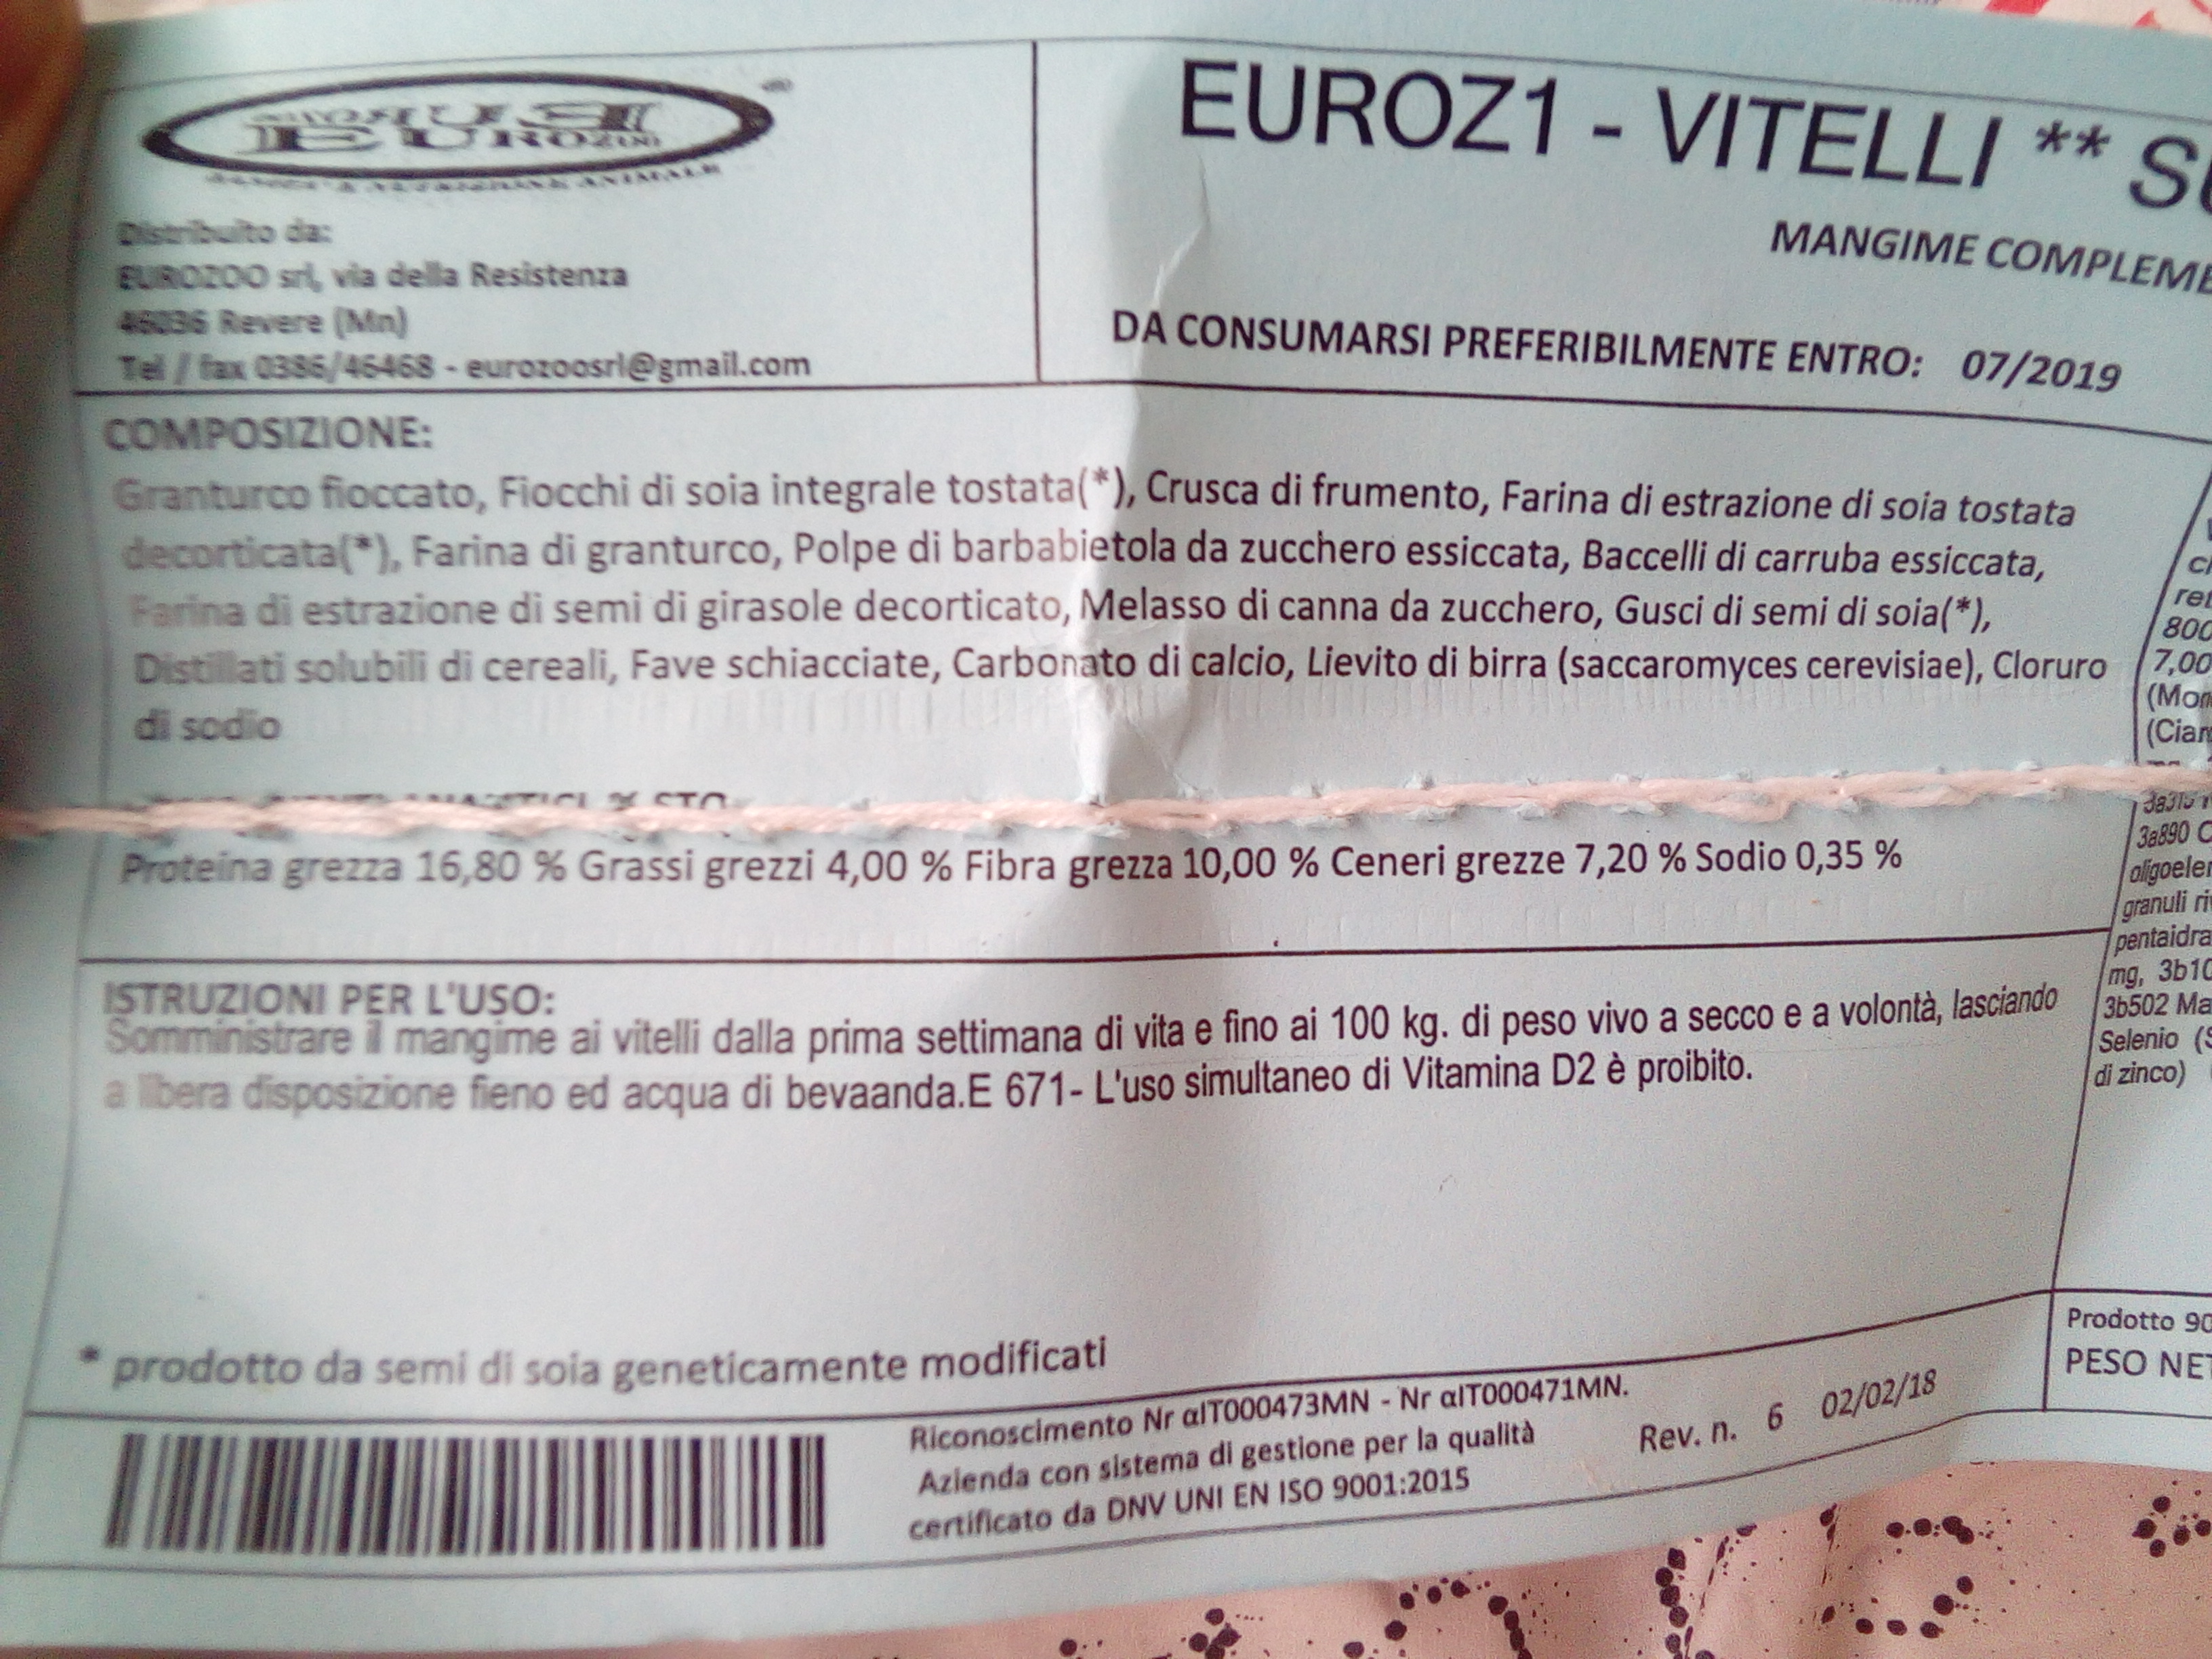 EUROZ1 - VITELLI **
MANGIME
DA CONSUMARSI PREFERIBILMENTE ENTRO: 07/2019
Distribuito da:
EUROZOO srl, via della Resistenza
46036 Revere (Mn)
Tel / fax 0386/46468 - eurozoosrl@gmail.com
COMPOSIZIONE:
Granturco fioccato, Fiocchi di soia integrale tostata(*), Crusca di frumento, Farina di estrazione di soia tostata
decorticata(*), Farina di granturco, Polpe di barbabietola da zucchero essiccata, Baccelli di carruba essiccata,
Farina di estrazione di semi di girasole decorticato, Melasso di canna da zucchero, Gusci di semi di soia(*),
Distillati solubili di cereali, Fave schiacciate, Carbonato di calcio, Lievito di birra (saccaromyces cerevisiae), Cloruro
di sodio
Proteina grezza 16,80 % Grassi grezzi 4,00 % Fibra grezza 10,00 % Ceneri grezze 7,20 % Sodio 0,35 %
ISTRUZIONI PER L'USO:
Somministrare il mangime ai vitelli dalla prima settimana di vita e fino ai 100 kg. di peso vivo a secco e a volontà, lasciando
a libera disposizione fieno ed acqua di bevaanda.E 671- L'uso simultaneo di Vitamina D2 è proibito.
* prodotto da semi di soia geneticamente modificati
Riconoscimento Nr αIT000473MN - Nr αIT000471MN.
Azienda con sistema di gestione per la qualità
certificato da DNV UNI EN ISO 9001:2015
Rev. n. 6 02/02/18
3a890
mg,
3b502
Selenio
di zinco)
Prodotto
PESO